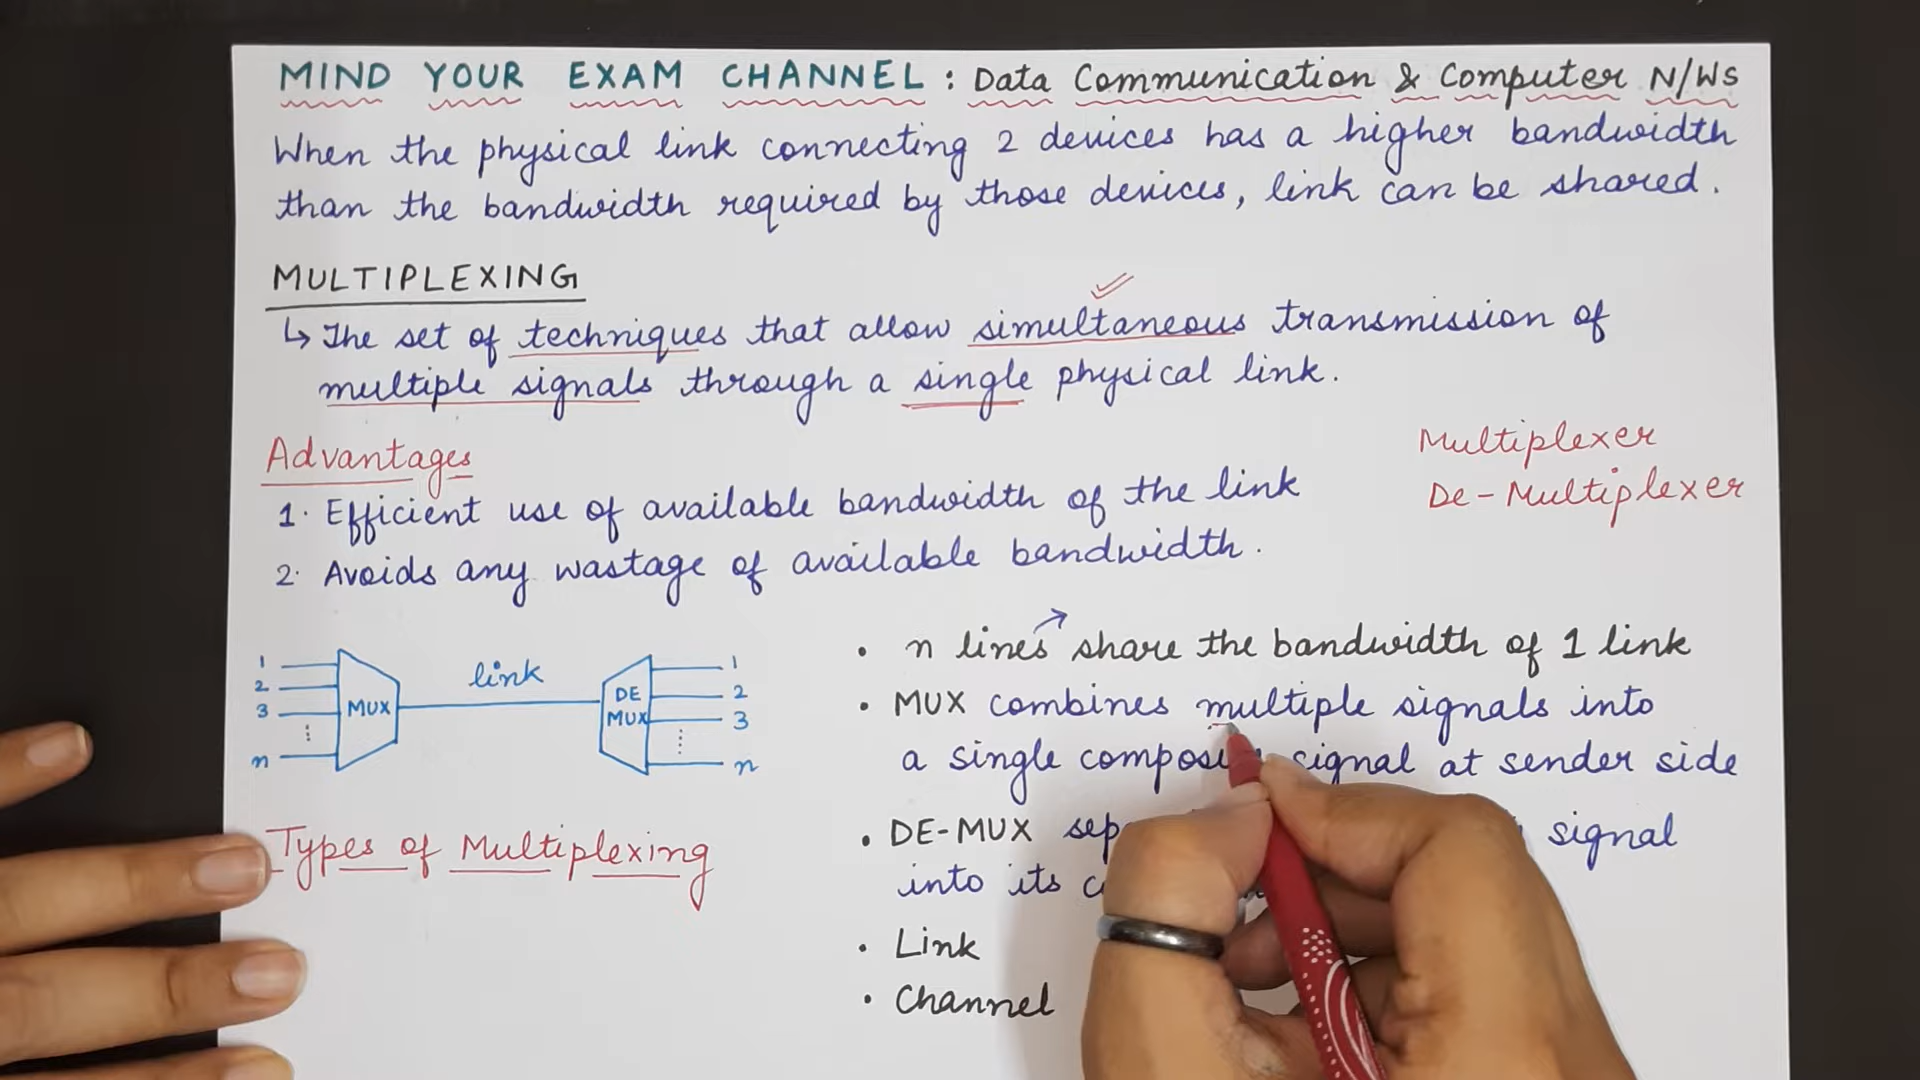 MIND YOUR EXAM CHANNEL : Data Communication & Computer N/Ws
When the physical link connecting 2 devices has a higher bandwidth
than the bandwidth required by those devices, link can be shared.
MULTIPLEXING
↳ The set of techniques that allow simultaneous transmission of
multiple signals through a single physical link.
Advantages
1. Efficient use of available bandwidth of the link
2. Avoids any wastage of available bandwidth.
Multiplexer
De-Multiplexer
1
2
3
n
MUX
link
DE
MUX
1
2
3
n
Types of Multiplexing
• n lines share the bandwidth of 1 link
• MUX combines multiple signals into
a single signal at sender side
• DE-MUX signal
into its
• Link
• Channel